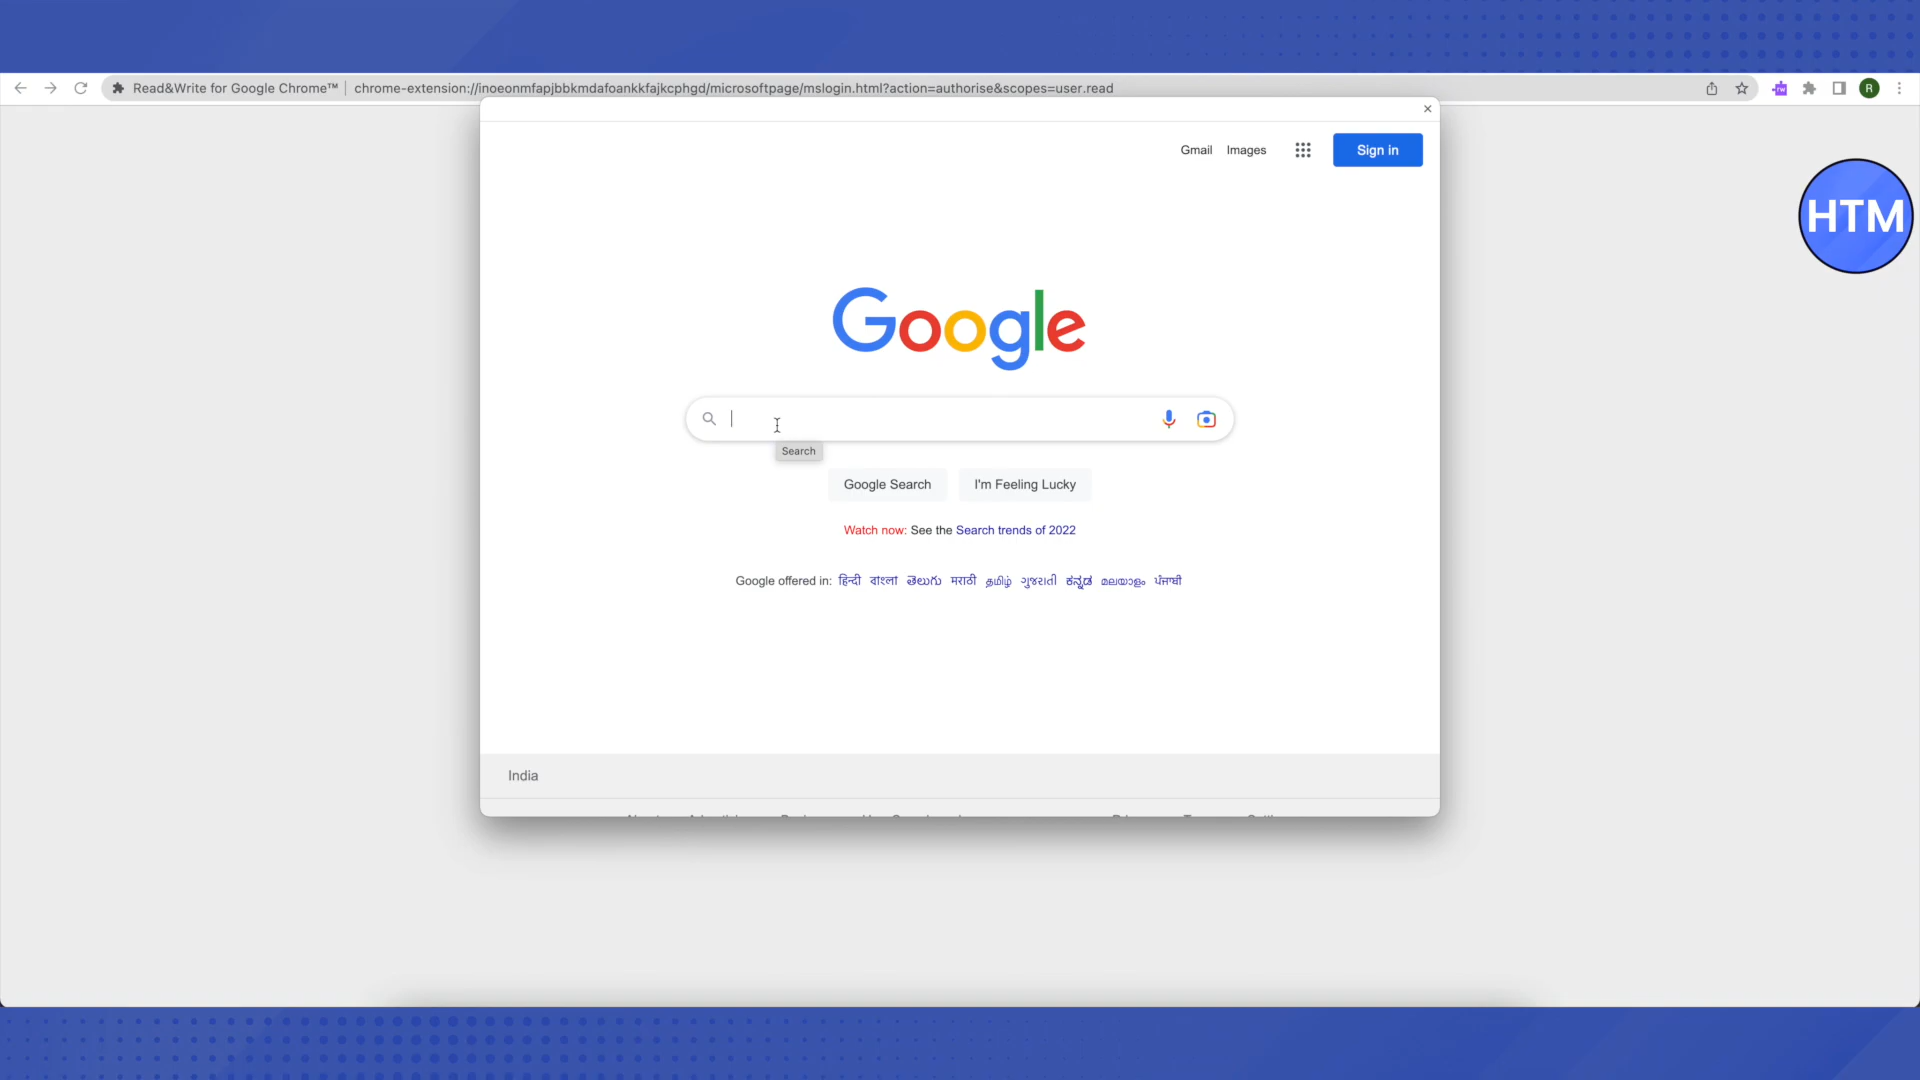 Read&Write for Google Chrome™ | chrome-extension://inoeonmfapjbbkmdafoankkfajkcphgd/microsoftpage/mslogin.html?action=authorise&scopes=user.read
rw
R
Gmail Images Sign in
HTM
Google
Search
Google Search I'm Feeling Lucky
Watch now: See the Search trends of 2022
Google offered in: हिन्दी বাংলা తెలుగు मराठी தமிழ் ગુજરાતી ಕನ್ನಡ മലയാളം ਪੰਜਾਬੀ
India